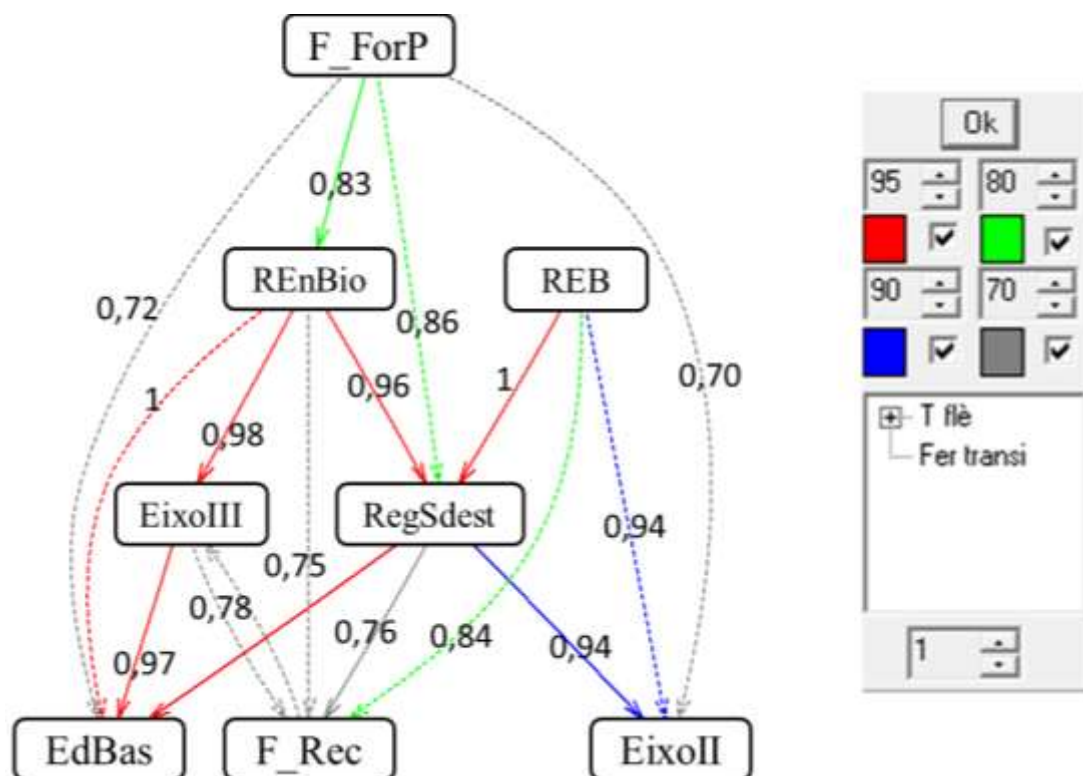 F_ForP
0,83
REnBio
REB
0,72
0,86
0,70
1
0,96
1
0,98
EixoIII
RegSdest
0,94
0,75
0,78
0,76
0,84
0,94
0,97
EdBas
F_Rec
EixoII
Ok
95
80
90
70
T flè
Fer transi
1